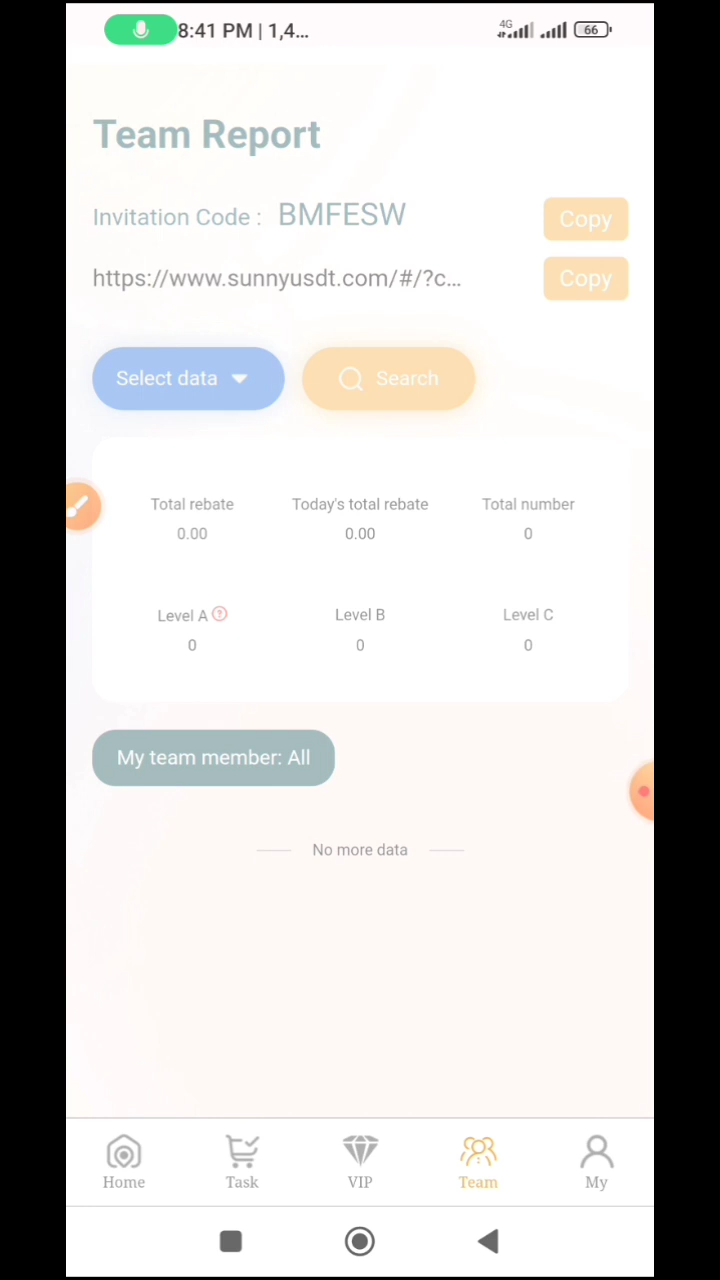 8:41 PM | 1,4...
4G
66
Team Report
Invitation Code : BMFESW
Copy
https://www.sunnyusdt.com/#/?c...
Copy
Select data
Search
Total rebate
Today's total rebate
Total number
0.00
0.00
0
Level A ?
Level B
Level C
0
0
0
My team member: All
No more data
Home
Task
VIP
Team
My